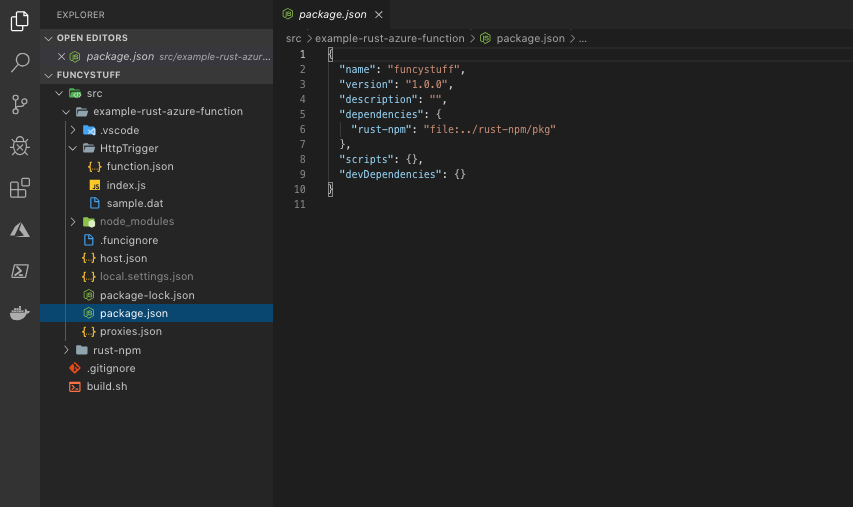 EXPLORER
OPEN EDITORS
package.json src/example-rust-azur...
FUNCYSTUFF
src
example-rust-azure-function
.vscode
HttpTrigger
{..} function.json
JS index.js
sample.dat
node_modules
.funcignore
{..} host.json
{..} local.settings.json
package-lock.json
package.json
{..} proxies.json
rust-npm
.gitignore
build.sh
package.json
src > example-rust-azure-function > package.json > ...
1 {
2 "name": "funcystuff",
3 "version": "1.0.0",
4 "description": "",
5 "dependencies": {
6 "rust-npm": "file:../rust-npm/pkg"
7 },
8 "scripts": {},
9 "devDependencies": {}
10 }
11